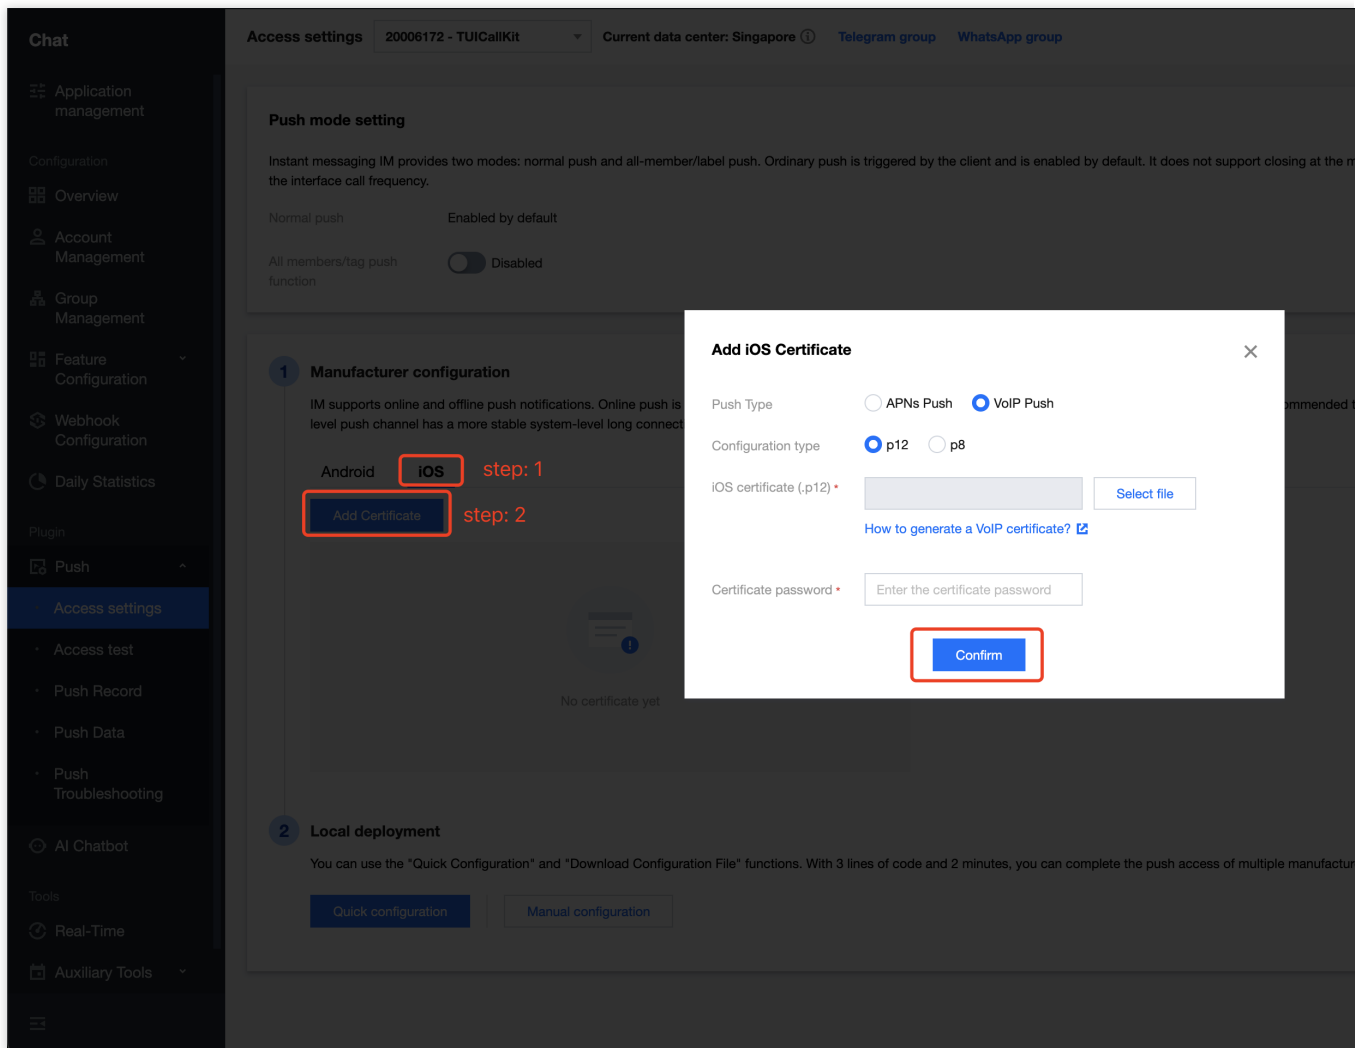 Chat
Access settings
20006172 - TUICallKit
Current data center: Singapore
Telegram group
WhatsApp group
Application
management
Configuration
Overview
Account
Management
Group
Management
Feature
Configuration
Webhook
Configuration
Daily Statistics
Plugin
Push
Access settings
Access test
Push Record
Push Data
Push
Troubleshooting
AI Chatbot
Tools
Real-Time
Auxiliary Tools
Push mode setting
Instant messaging IM provides two modes: normal push and all-member/label push. Ordinary push is triggered by the client and is enabled by default. It does not support closing at the m
the interface call frequency.
Normal push
Enabled by default
All members/tag push
function
Disabled
1
Manufacturer configuration
IM supports online and offline push notifications. Online push is
ommended t
level push channel has a more stable system-level long connect
Android
iOS
step: 1
Add Certificate
step: 2
No certificate yet
Add iOS Certificate
Push Type
APNs Push
VoIP Push
Configuration type
p12
p8
iOS certificate (.p12) *
Select file
How to generate a VoIP certificate?
Certificate password *
Enter the certificate password
Confirm
2
Local deployment
You can use the "Quick Configuration" and "Download Configuration File" functions. With 3 lines of code and 2 minutes, you can complete the push access of multiple manufactur
Quick configuration
Manual configuration